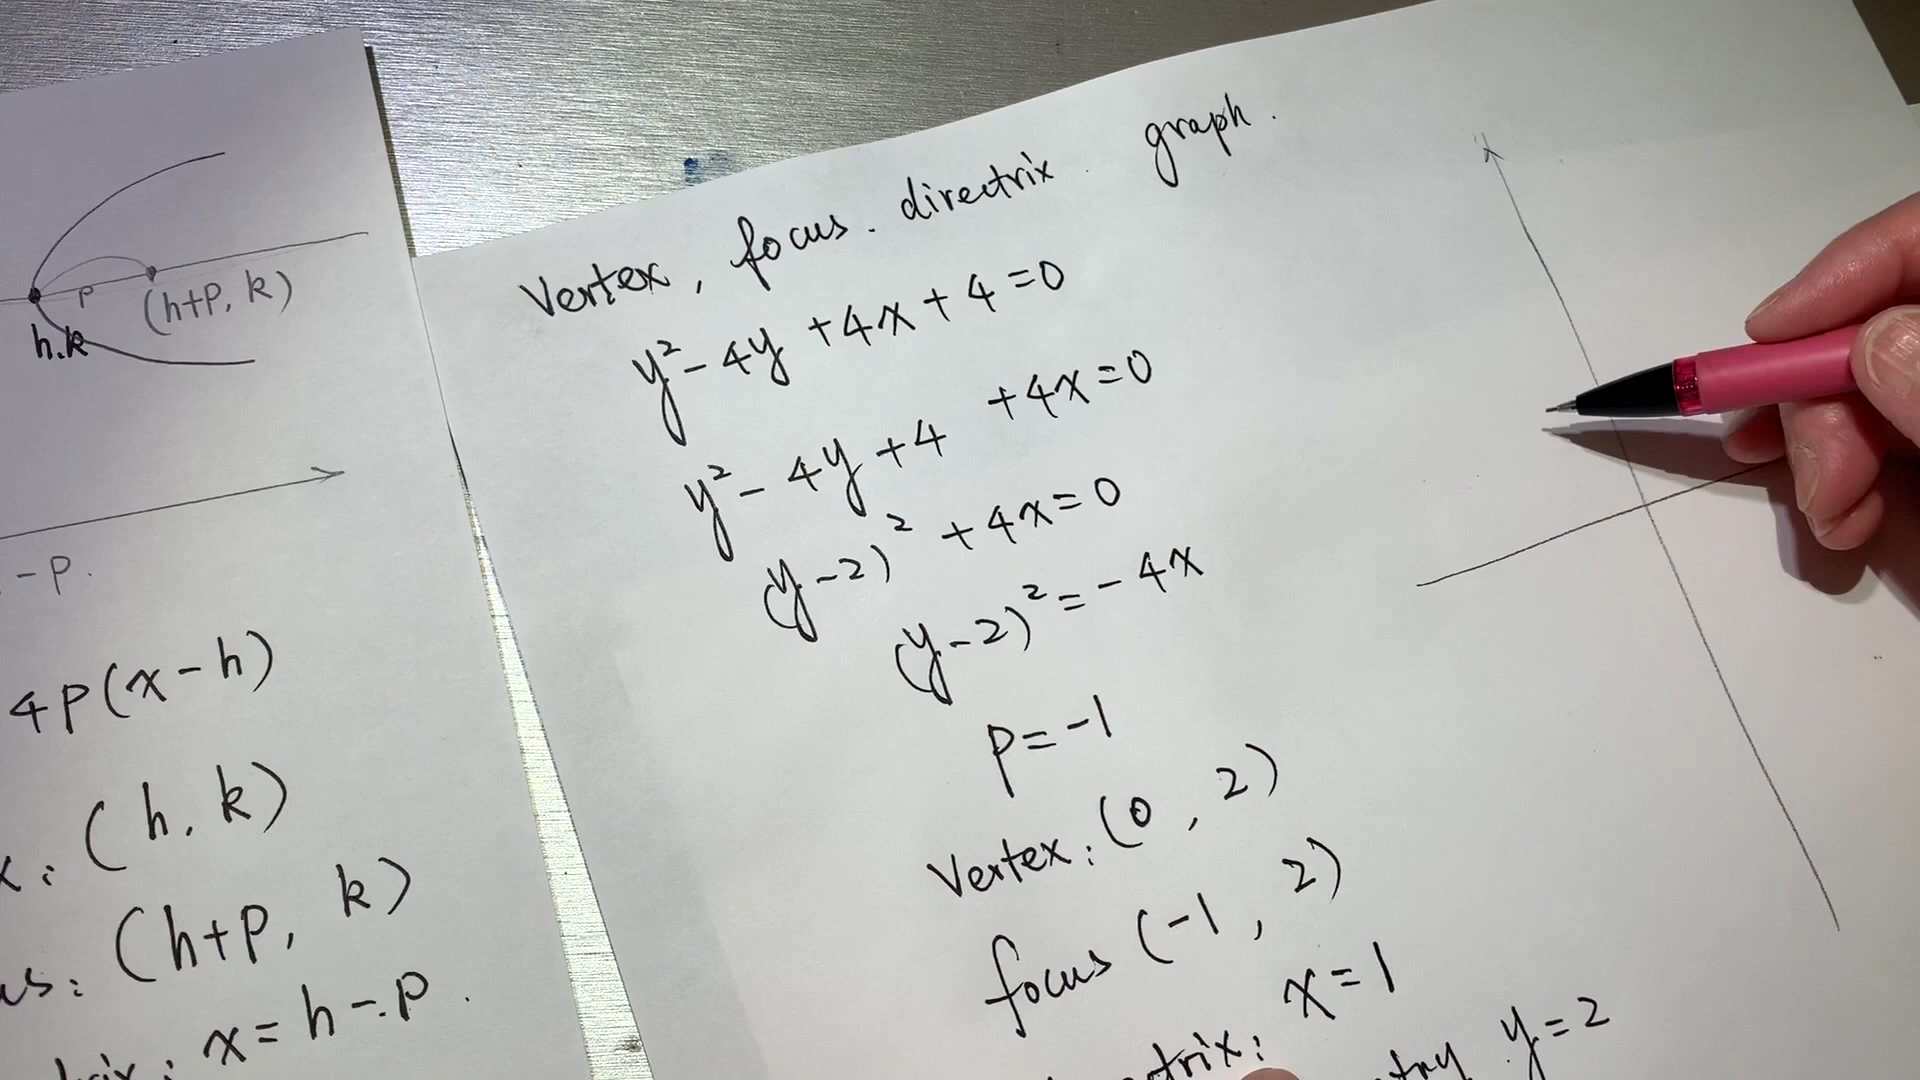 p
(h+p, k)
h.k
-p.
4p(x-h)
(h, k)
(h+p, k)
x=h-p.
Vertex, focus. directrix. graph.
y²-4y+4x+4=0
y²-4y+4 +4x=0
(y-2)²+4x=0
(y-2)²=-4x
p=-1
Vertex: (0, 2)
focus (-1, 2)
x=1
y=2